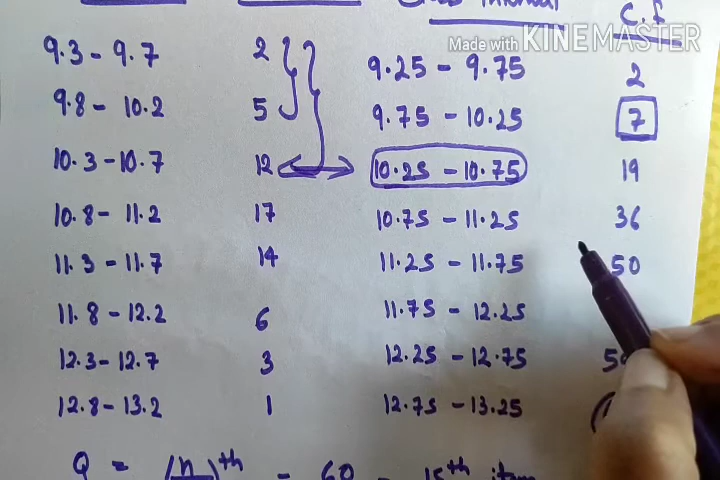 Made with KINEMASTER
C.f
9.3 - 9.7 2 9.25 - 9.75 2
9.8 - 10.2 5 9.75 - 10.25 7
10.3 - 10.7 12 10.25 - 10.75 19
10.8 - 11.2 17 10.75 - 11.25 36
11.3 - 11.7 14 11.25 - 11.75 50
11.8 - 12.2 6 11.75 - 12.25
12.3 - 12.7 3 12.25 - 12.75
12.8 - 13.2 1 12.75 - 13.25
Q = (n)th = 60 = 15th item